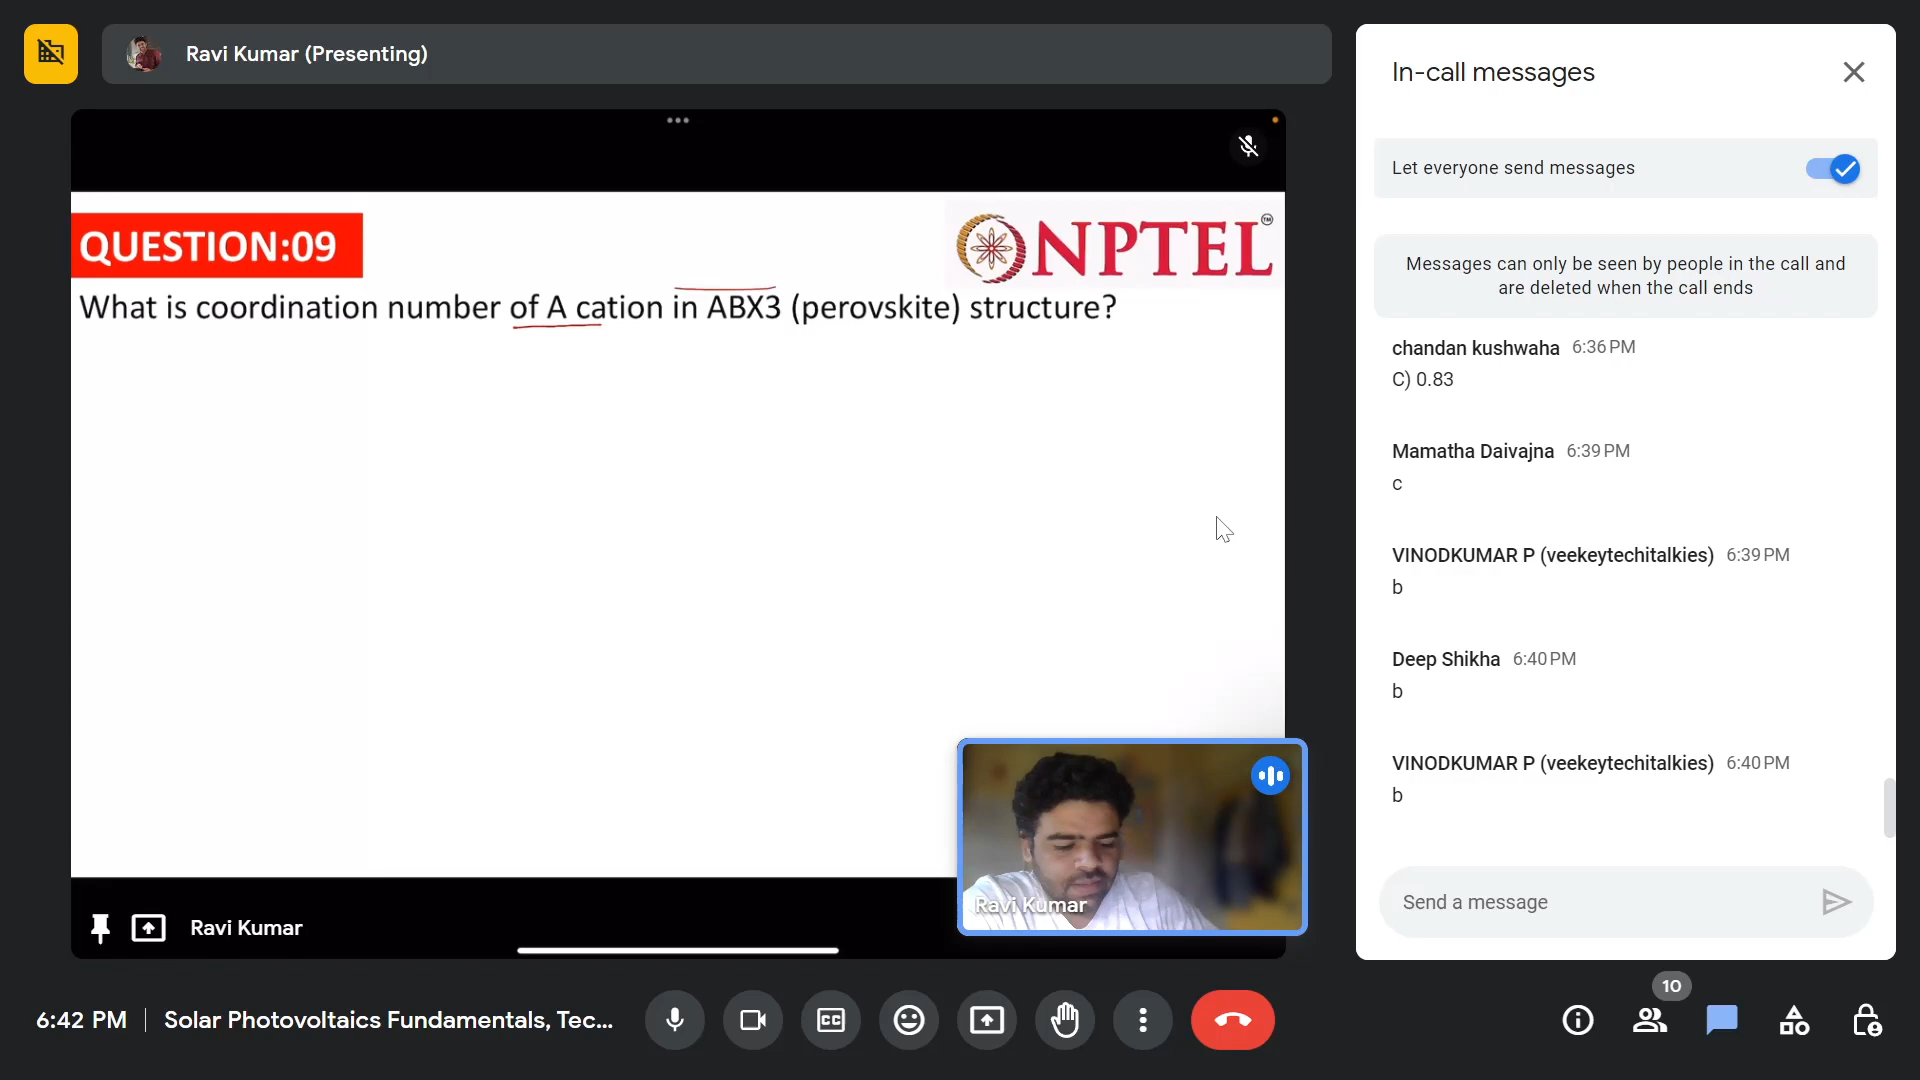 Ravi Kumar (Presenting)
QUESTION:09
NPTEL
TM
What is coordination number of A cation in ABX3 (perovskite) structure?
Ravi Kumar
Ravi Kumar
In-call messages
Let everyone send messages
Messages can only be seen by people in the call and
are deleted when the call ends
chandan kushwaha 6:36 PM
C) 0.83
Mamatha Daivajna 6:39 PM
c
VINODKUMAR P (veekeytechitalkies) 6:39 PM
b
Deep Shikha 6:40 PM
b
VINODKUMAR P (veekeytechitalkies) 6:40 PM
b
Send a message
6:42 PM | Solar Photovoltaics Fundamentals, Tec...
CC
10